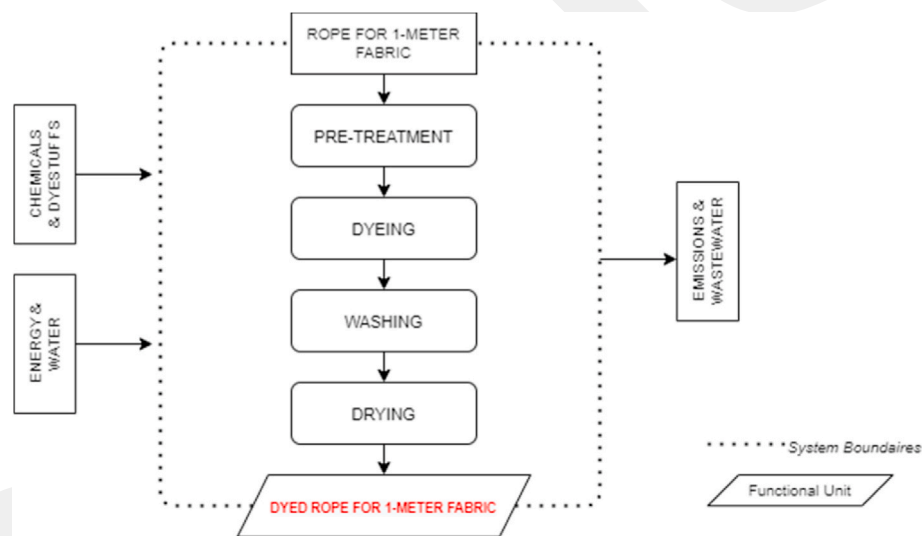 ROPE FOR 1-METER
FABRIC
CHEMICALS
& DYESTUFFS
PRE-TREATMENT
DYEING
EMISSIONS &
WASTEWATER
ENERGY &
WATER
WASHING
DRYING
System Boundaires
DYED ROPE FOR 1-METER FABRIC
Functional Unit